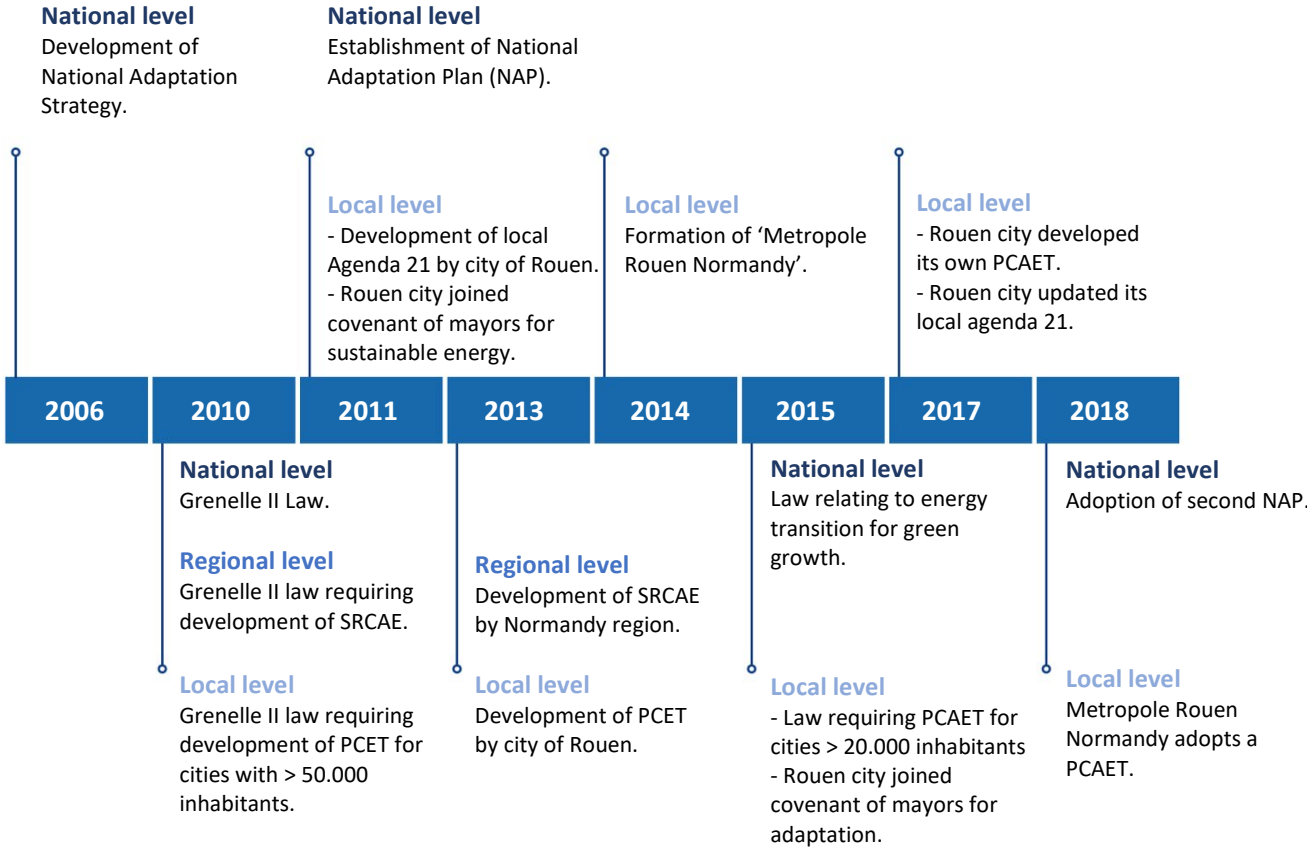 National level
Development of
National Adaptation
Strategy.
National level
Establishment of National
Adaptation Plan (NAP).
Local level
- Development of local
Agenda 21 by city of Rouen.
- Rouen city joined
covenant of mayors for
sustainable energy.
Local level
Formation of ‘Metropole
Rouen Normandy’.
Local level
- Rouen city developed
its own PCAET.
- Rouen city updated its
local agenda 21.
2006 2010 2011 2013 2014 2015 2017 2018
National level
Grenelle II Law.
Regional level
Grenelle II law requiring
development of SRCAE.
Local level
Grenelle II law requiring
development of PCET for
cities with > 50.000
inhabitants.
Regional level
Development of SRCAE
by Normandy region.
Local level
Development of PCET
by city of Rouen.
National level
Law relating to energy
transition for green
growth.
Local level
- Law requiring PCAET for
cities > 20.000 inhabitants
- Rouen city joined
covenant of mayors for
adaptation.
National level
Adoption of second NAP.
Local level
Metropole Rouen
Normandy adopts a
PCAET.